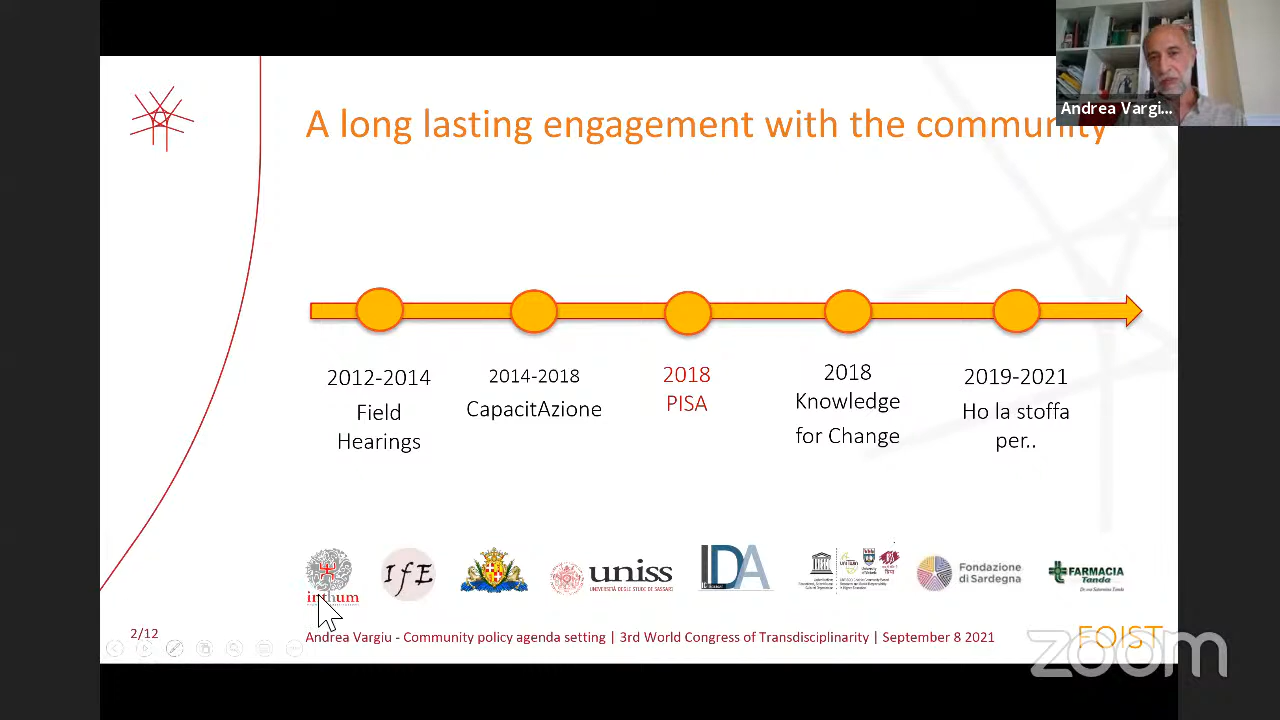 Andrea Vargi...
A long lasting engagement with the community
2012-2014
Field
Hearings
2014-2018
CapacitAzione
2018
PISA
2018
Knowledge
for Change
2019-2021
Ho la stoffa
per..
inthum
IfE
uniss
UNIVERSITÀ DEGLI STUDI DI SASSARI
IDA
Fondazione
di Sardegna
FARMACIA
Tanda
2/12
Andrea Vargiu - Community policy agenda setting | 3rd World Congress of Transdisciplinarity | September 8 2021
FOIST
zoom